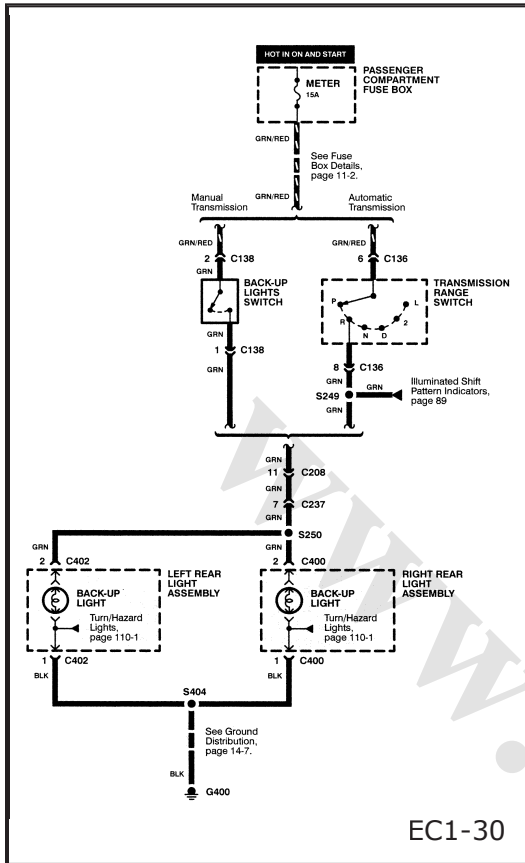 HOT IN ON AND START
PASSENGER
COMPARTMENT
FUSE BOX
METER
15A
GRN/RED
See Fuse
Box Details,
page 11-2.
GRN/RED
Manual
Transmission
Automatic
Transmission
GRN/RED
2 C138
GRN
BACK-UP
LIGHTS
SWITCH
GRN
1 C138
GRN
GRN/RED
6 C136
TRANSMISSION
RANGE
SWITCH
P
R
N
D
2
L
8 C136
GRN
S249
GRN
GRN
Illuminated Shift
Pattern Indicators,
page 89
GRN
11 C208
GRN
7 C237
GRN
S250
GRN
2 C402
LEFT REAR
LIGHT
ASSEMBLY
BACK-UP
LIGHT
Turn/Hazard
Lights,
page 110-1
1 C402
BLK
GRN
2 C400
RIGHT REAR
LIGHT
ASSEMBLY
BACK-UP
LIGHT
Turn/Hazard
Lights,
page 110-1
1 C400
BLK
S404
See Ground
Distribution,
page 14-7.
BLK
G400
WW.
EC1-30